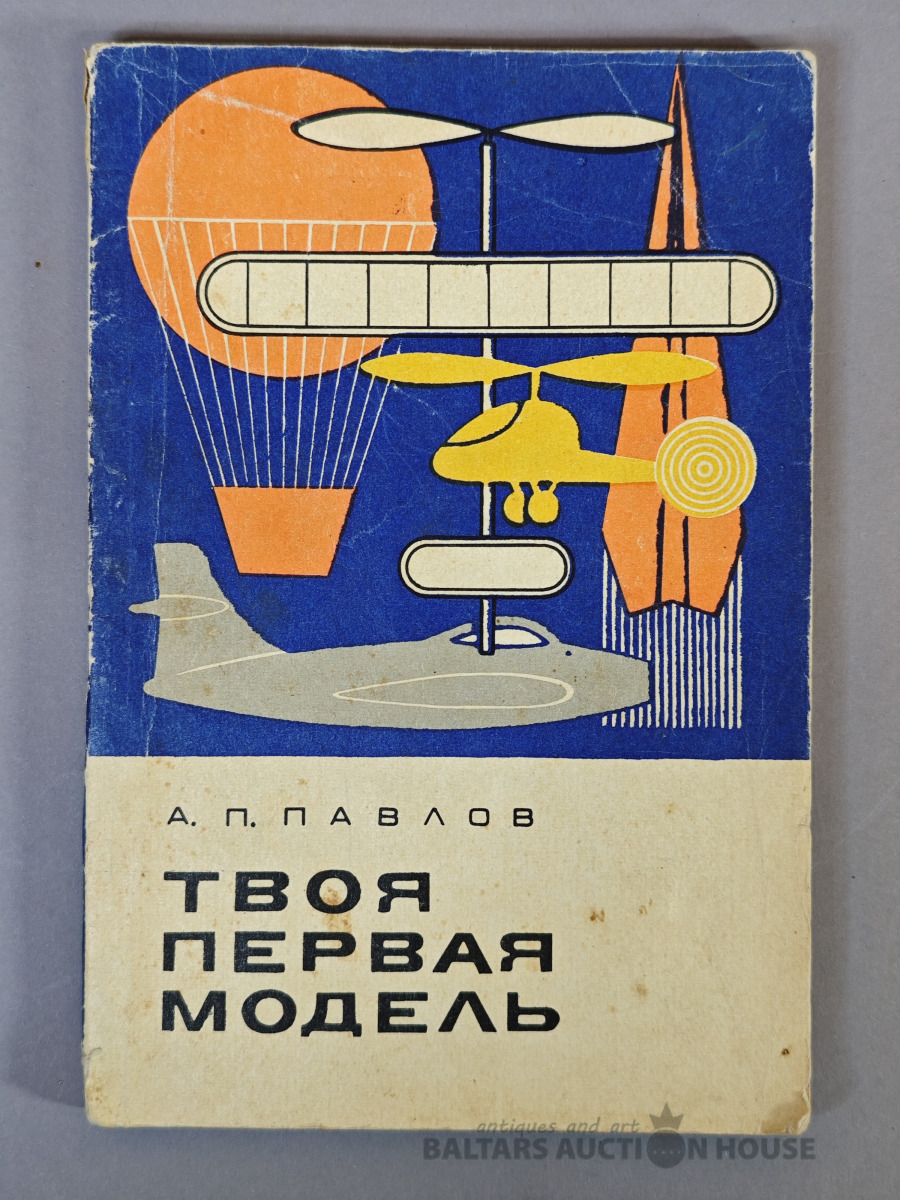 А. П. ПАВЛОВ
ТВОЯ
ПЕРВАЯ
МОДЕЛЬ
antiques and art
BALTARS AUCTION HOUSE